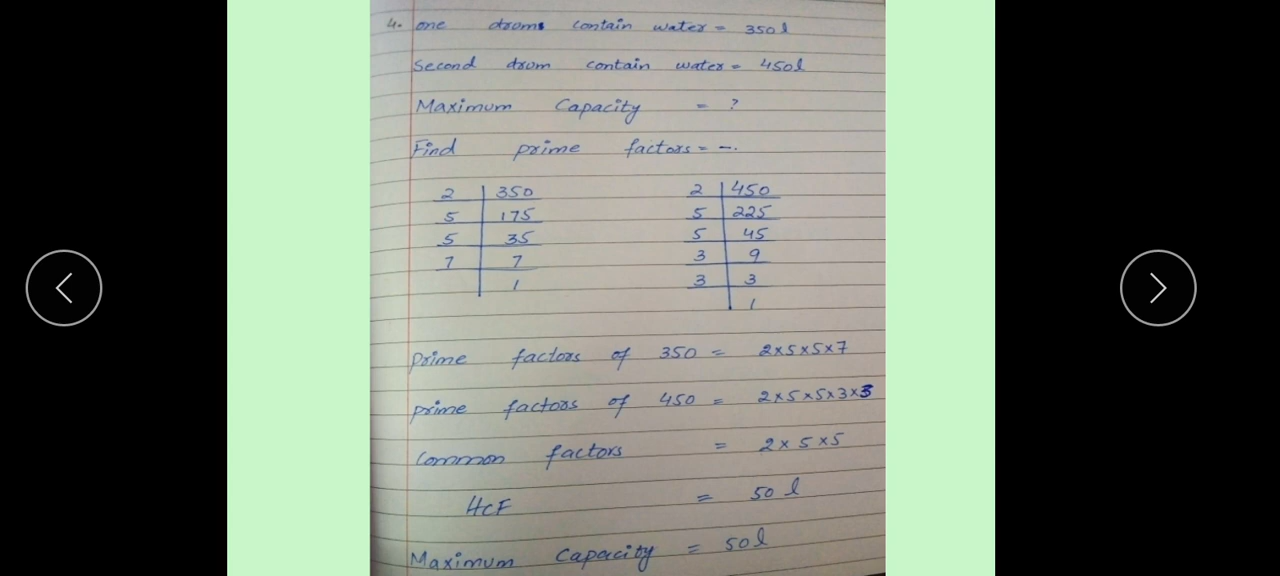 4. one drums contain water = 350 l
Second drum contain water = 450l
Maximum Capacity = ?
Find prime factors = -.
2 | 350 2 | 450
5 | 175 5 | 225
5 | 35 5 | 45
7 | 7 3 | 9
1 3 | 3
1
Prime factors of 350 = 2×5×5×7
prime factors of 450 = 2×5×5×3×3
Common factors = 2×5×5
HCF = 50 l
Maximum Capacity = 50l